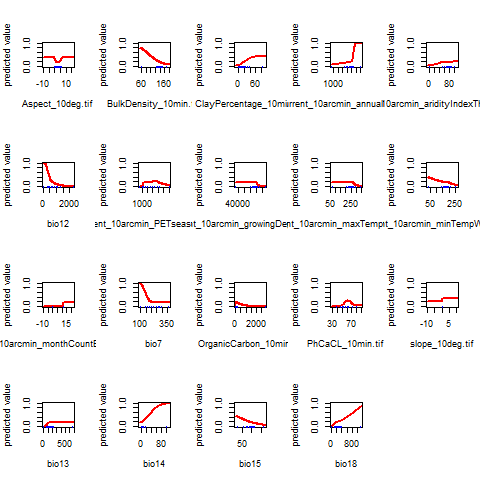 predicted value
0.0 1.0
-10 10
Aspect_10deg.tif
predicted value
0.0 1.0
60 160
BulkDensity_10min.
predicted value
0.0 1.0
0 60
ClayPercentage_10mi
predicted value
0.0 1.0
1000
rrent_10arcmin_annual
predicted value
0.0 1.0
0 80
10arcmin_aridityIndexTh
predicted value
0.0 1.0
0 2000
bio12
predicted value
0.0 1.0
1000
ent_10arcmin_PETseas
predicted value
0.0 1.0
40000
t_10arcmin_growingDe
predicted value
0.0 1.0
50 250
nt_10arcmin_maxTemp
predicted value
0.0 1.0
50 250
t_10arcmin_minTempW
predicted value
0.0 1.0
-10 15
10arcmin_monthCountB
predicted value
0.0 1.0
100 350
bio7
predicted value
0.0 1.0
0 2000
OrganicCarbon_10mir
predicted value
0.0 1.0
30 70
PhCaCL_10min.tif
predicted value
0.0 1.0
-10 5
slope_10deg.tif
predicted value
0.0 1.0
0 500
bio13
predicted value
0.0 1.0
0 80
bio14
predicted value
0.0 1.0
50
bio15
predicted value
0.0 1.0
0 800
bio18